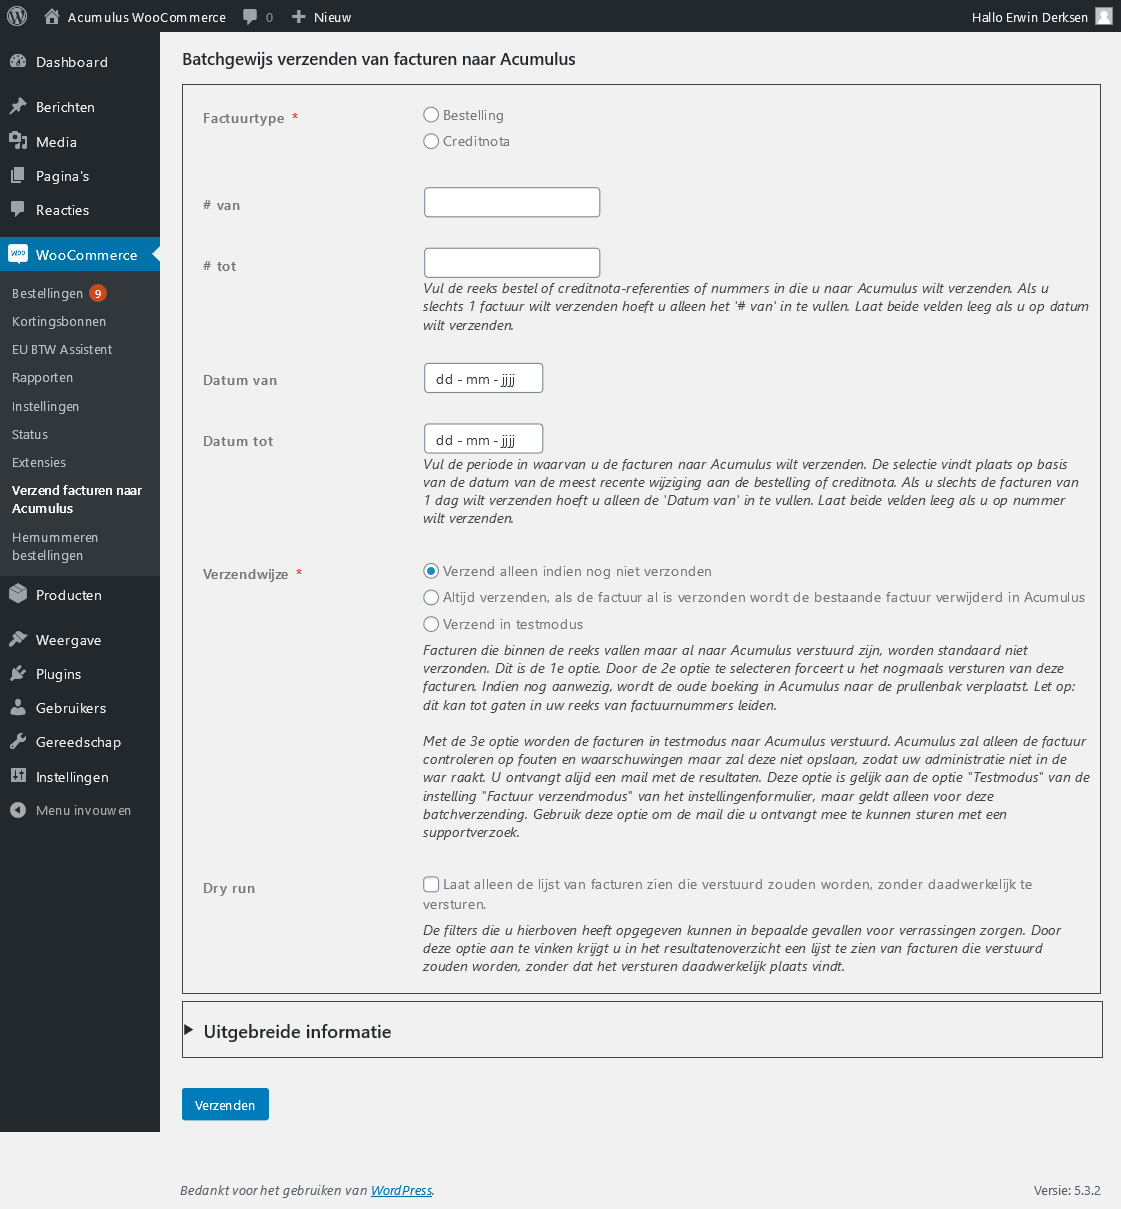 Acumulus WooCommerce 0 Nieuw Hallo Erwin Derksen
Dashboard
Berichten
Media
Pagina's
Reacties
Woo WooCommerce
Bestellingen 9
Kortingsbonnen
EU BTW Assistent
Rapporten
Instellingen
Status
Extensies
Verzend facturen naar
Acumulus
Hernummeren
bestellingen
Producten
Weergave
Plugins
Gebruikers
Gereedschap
Instellingen
Menu invouwen
Batchgewijs verzenden van facturen naar Acumulus
Factuurtype *
Bestelling
Creditnota
# van
# tot
Vul de reeks bestel of creditnota-referenties of nummers in die u naar Acumulus wilt verzenden. Als u
slechts 1 factuur wilt verzenden hoeft u alleen het '# van' in te vullen. Laat beide velden leeg als u op datum
wilt verzenden.
Datum van
dd - mm - jjjj
Datum tot
dd - mm - jjjj
Vul de periode in waarvan u de facturen naar Acumulus wilt verzenden. De selectie vindt plaats op basis
van de datum van de meest recente wijziging aan de bestelling of creditnota. Als u slechts de facturen van
1 dag wilt verzenden hoeft u alleen de 'Datum van' in te vullen. Laat beide velden leeg als u op nummer
wilt verzenden.
Verzendwijze *
Verzend alleen indien nog niet verzonden
Altijd verzenden, als de factuur al is verzonden wordt de bestaande factuur verwijderd in Acumulus
Verzend in testmodus
Facturen die binnen de reeks vallen maar al naar Acumulus verstuurd zijn, worden standaard niet
verzonden. Dit is de 1e optie. Door de 2e optie te selecteren forceert u het nogmaals versturen van deze
facturen. Indien nog aanwezig, wordt de oude boeking in Acumulus naar de prullenbak verplaatst. Let op:
dit kan tot gaten in uw reeks van factuurnummers leiden.
Met de 3e optie worden de facturen in testmodus naar Acumulus verstuurd. Acumulus zal alleen de factuur
controleren op fouten en waarschuwingen maar zal deze niet opslaan, zodat uw administratie niet in de
war raakt. U ontvangt alijd een mail met de resultaten. Deze optie is gelijk aan de optie "Testmodus" van de
instelling "Factuur verzendmodus" van het instellingenformulier, maar geldt alleen voor deze
batchverzending. Gebruik deze optie om de mail die u ontvangt mee te kunnen sturen met een
supportverzoek.
Dry run
Laat alleen de lijst van facturen zien die verstuurd zouden worden, zonder daadwerkelijk te
versturen.
De filters die u hierboven heeft opgegeven kunnen in bepaalde gevallen voor verrassingen zorgen. Door
deze optie aan te vinken krijgt u in het resultatenoverzicht een lijst te zien van facturen die verstuurd
zouden worden, zonder dat het versturen daadwerkelijk plaats vindt.
Uitgebreide informatie
Verzenden
Bedankt voor het gebruiken van WordPress.
Versie: 5.3.2